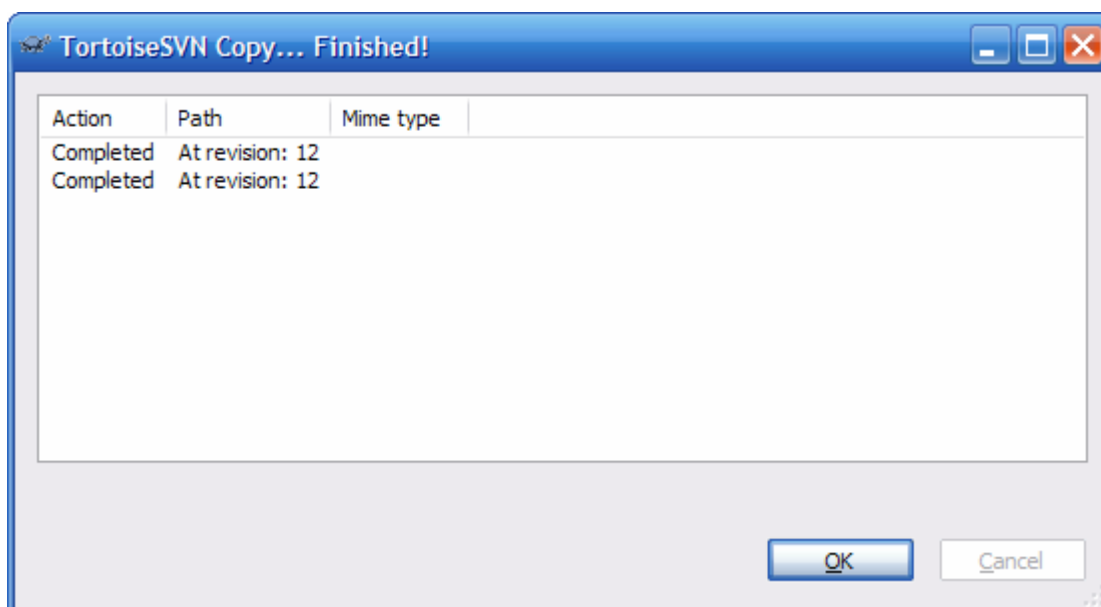 TortoiseSVN Copy... Finished!
Action Path Mime type
Completed At revision: 12
Completed At revision: 12
OK Cancel